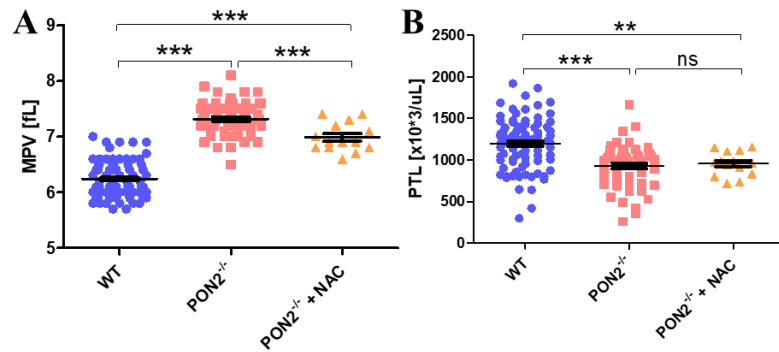 A
***
***
***
MPV [fL]
9
8
7
6
5
WT
PON2-/-
PON2-/- + NAC
B
**
***
ns
PTL [x10*3/uL]
2500
2000
1500
1000
500
0
WT
PON2-/-
PON2-/- + NAC